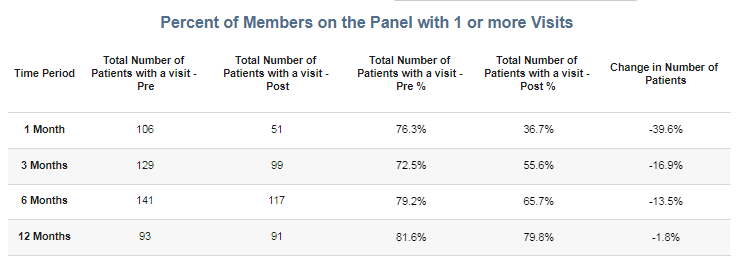 Percent of Members on the Panel with 1 or more Visits
Time Period
Total Number of
Patients with a visit -
Pre
Total Number of
Patients with a visit -
Post
Total Number of
Patients with a visit -
Pre %
Total Number of
Patients with a visit -
Post %
Change in Number of
Patients
1 Month 106 51 76.3% 36.7% -39.6%
3 Months 129 99 72.5% 55.6% -16.9%
6 Months 141 117 79.2% 65.7% -13.5%
12 Months 93 91 81.6% 79.8% -1.8%